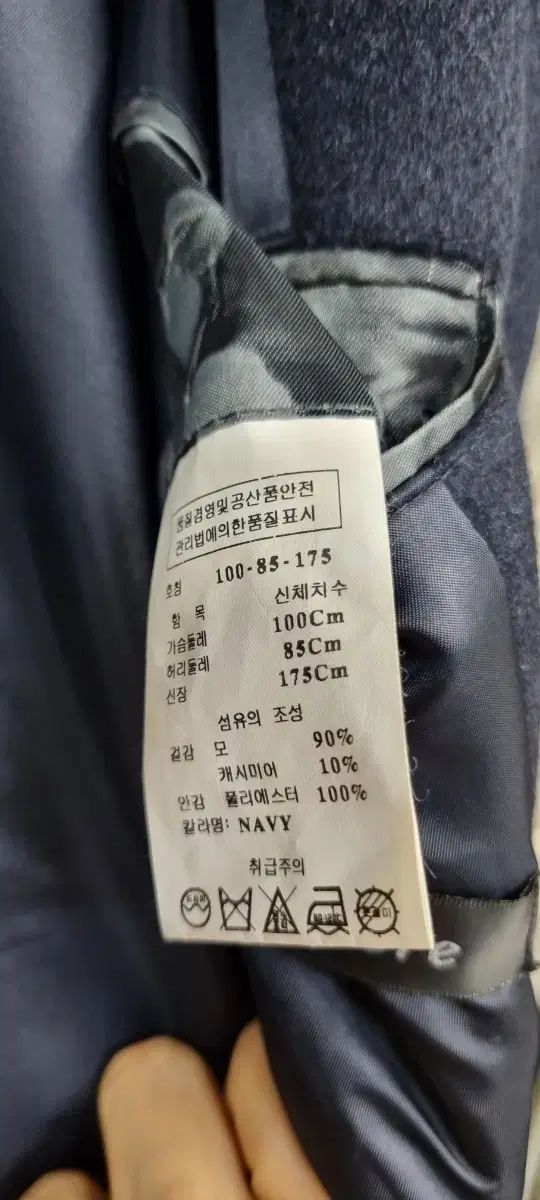 품질경영및공산품안전
관리법에의한품질표시
호칭 100-85-175
항 목 신체치수
가슴둘레 100Cm
허리둘레 85Cm
신장 175Cm
섬유의 조성
겉감 모 90%
캐시미어 10%
안감 폴리에스터 100%
칼라명: NAVY
취급주의
드라이